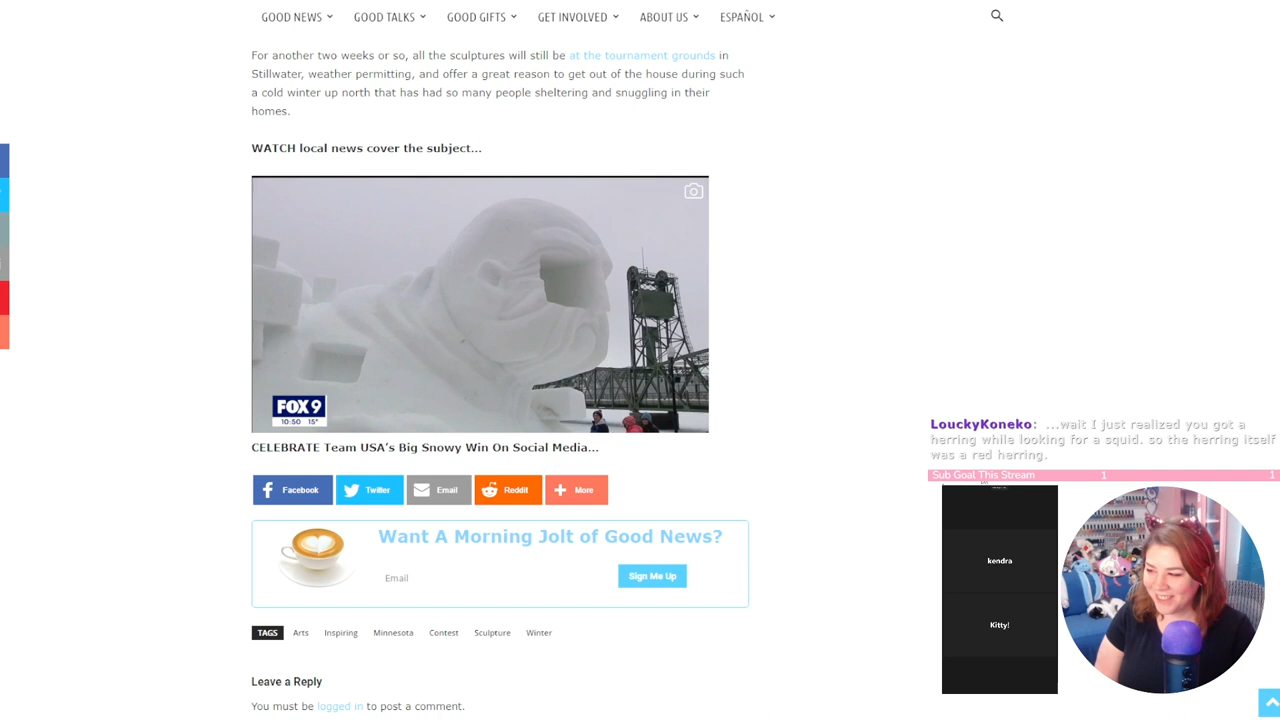 GOOD NEWS GOOD TALKS GOOD GIFTS GET INVOLVED ABOUT US ESPAÑOL
For another two weeks or so, all the sculptures will still be at the tournament grounds in
Stillwater, weather permitting, and offer a great reason to get out of the house during such
a cold winter up north that has had so many people sheltering and snuggling in their
homes.
WATCH local news cover the subject...
FOX 9
10:50 15°
CELEBRATE Team USA's Big Snowy Win On Social Media...
Facebook Twitter Email Reddit More
Want A Morning Jolt of Good News?
Email
Sign Me Up
TAGS Arts Inspiring Minnesota Contest Sculpture Winter
Leave a Reply
You must be logged in to post a comment.
LouckyKoneko: ...wait I just realized you got a
herring while looking for a squid. so the herring itself
was a red herring.
Sub Goal This Stream 1 1
kendra
Kitty!